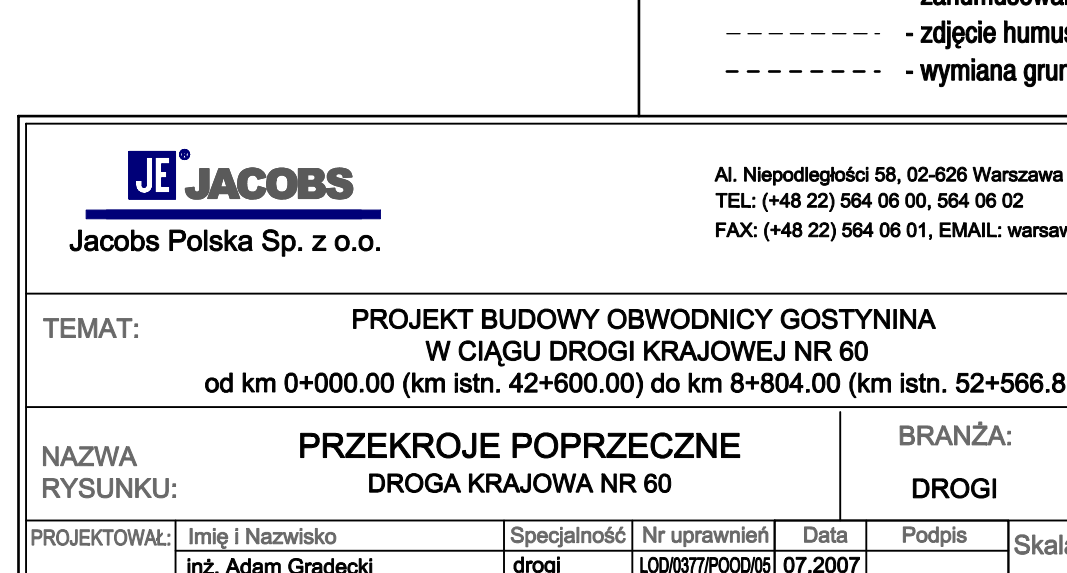 - zdjęcie
- wymiana
JE® JACOBS
Jacobs Polska Sp. z o.o.
Al. Niepodległości 58, 02-626 Warszawa
TEL: (+48 22) 564 06 00, 564 06 02
FAX: (+48 22) 564 06 01, EMAIL:
TEMAT:
PROJEKT BUDOWY OBWODNICY GOSTYNINA
W CIĄGU DROGI KRAJOWEJ NR 60
od km 0+000.00 (km istn. 42+600.00) do km 8+804.00 (km istn. 52+566.8
NAZWA
RYSUNKU:
PRZEKROJE POPRZECZNE
DROGA KRAJOWA NR 60
BRANŻA:
DROGI
PROJEKTOWAŁ: Imię i Nazwisko Specjalność Nr uprawnień Data Podpis
inż. Adam Gradecki drogi LOD/0377/POOD/05 07.2007